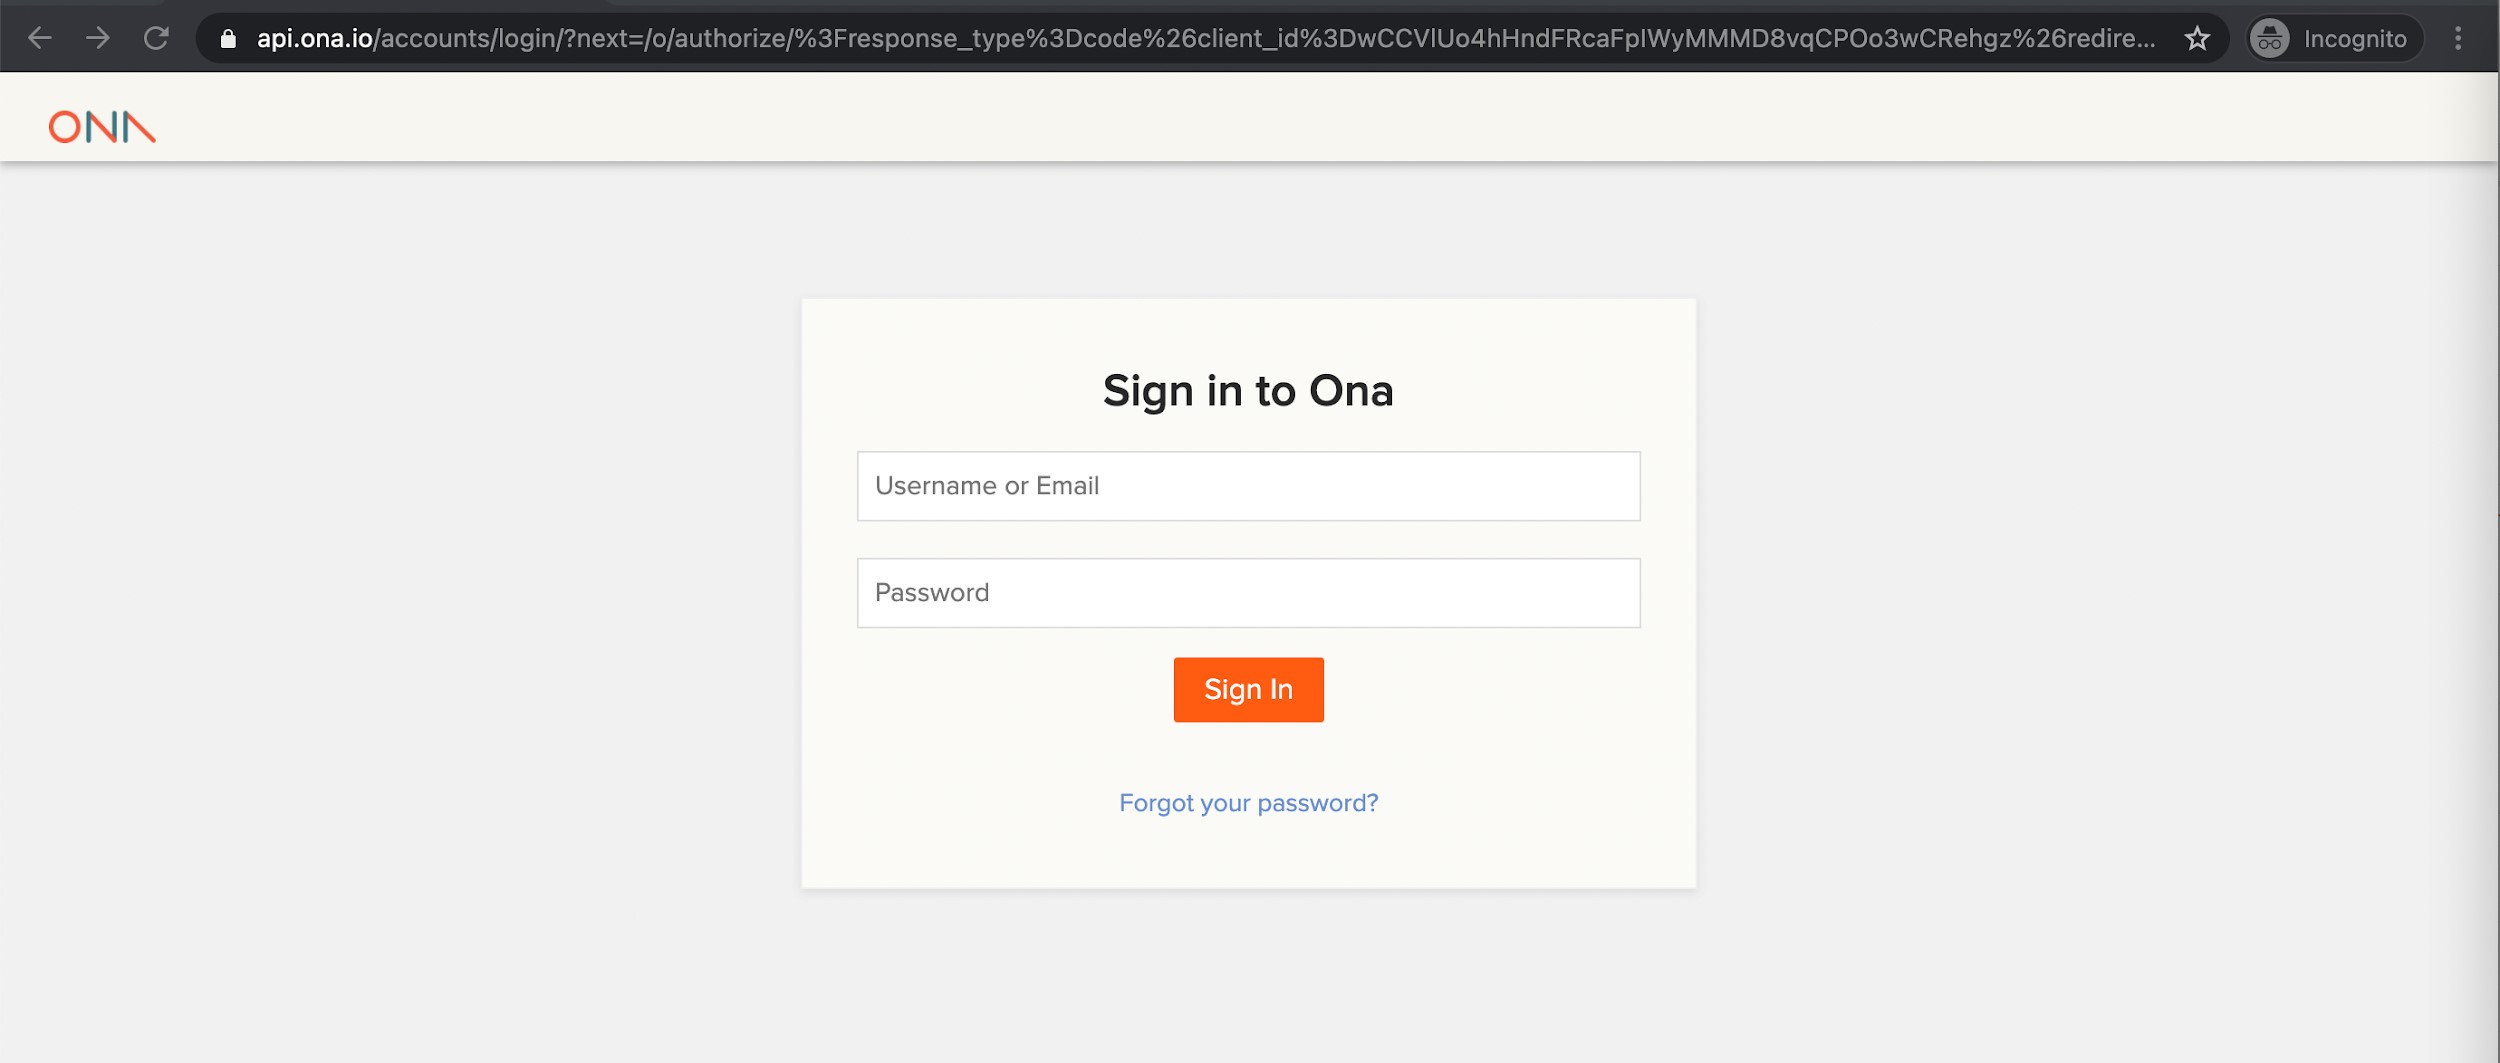 api.ona.io/accounts/login/?next=/o/authorize/%3Fresponse_type%3Dcode%26client_id%3DwCCVlUo4hHndFRcaFpIWyMMMD8vqCPOo3wCRehgz%26redire...
Incognito
ONA
Sign in to Ona
Username or Email
Password
Sign In
Forgot your password?